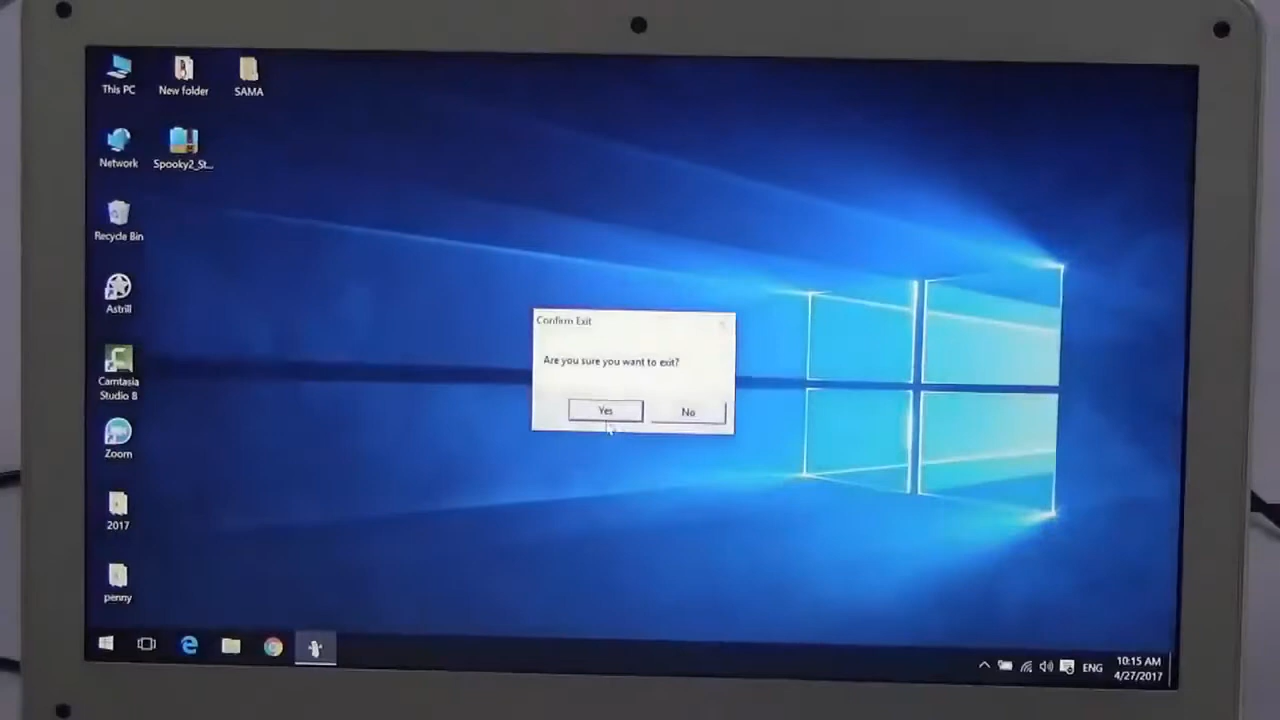 This PC
New folder
SAMA
Network
Spooky2_St...
Recycle Bin
Astrill
Camtasia
Studio 8
Zoom
2017
penny
Confirm Exit
Are you sure you want to exit?
Yes
No
ENG
10:15 AM
4/27/2017